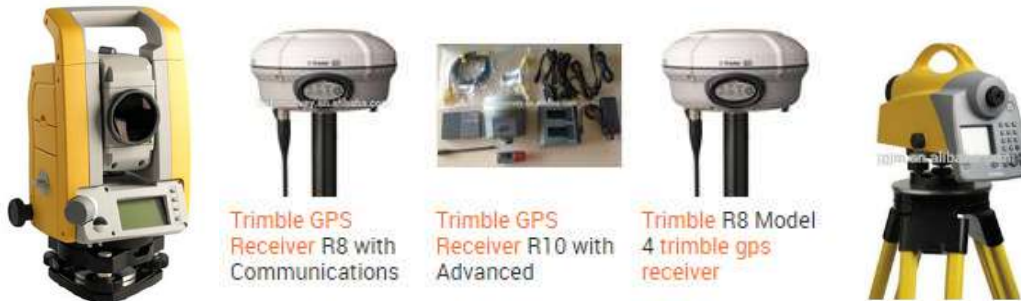 Trimble GPS
Receiver R8 with
Communications
Trimble GPS
Receiver R10 with
Advanced
Trimble R8 Model
4 trimble gps
receiver